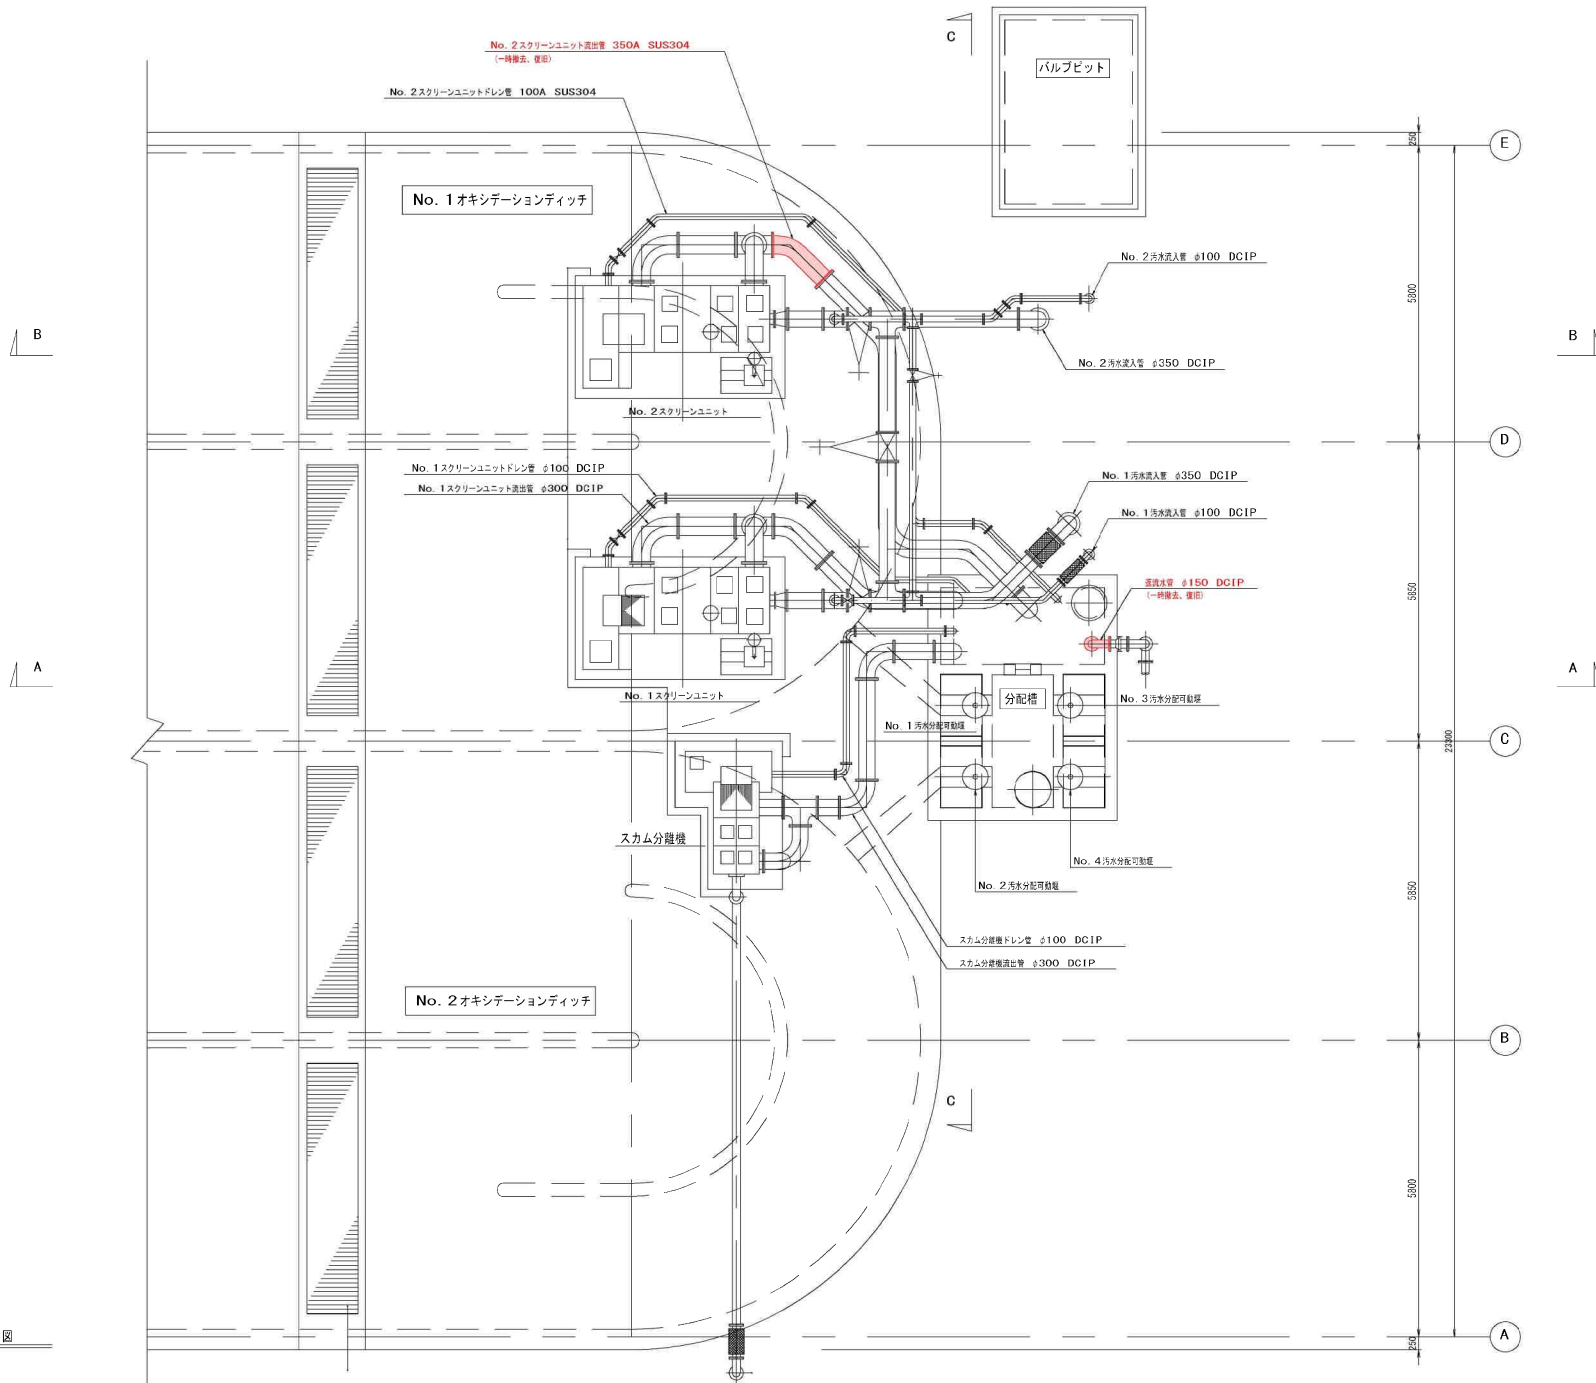 C
バルブピット
No. 2スクリーンユニット流出管 350A SUS304
(一時撤去、復旧)
No. 2スクリーンユニットドレン管 100A SUS304
250
E
No. 1オキシデーションディッチ
No. 2汚水流入管 φ100 DCIP
5800
B
B
No. 2汚水流入管 φ350 DCIP
No. 2スクリーンユニット
D
No. 1スクリーンユニットドレン管 φ100 DCIP
No. 1スクリーンユニット流出管 φ300 DCIP
No. 1汚水流入管 φ350 DCIP
No. 1汚水流入管 φ100 DCIP
返流水管 φ150 DCIP
(一時撤去、復旧)
5850
A
A
No. 1スクリーンユニット
分配槽
No. 3汚水分配可動堰
No. 1汚水分配可動堰
C
23300
スカム分離機
No. 4汚水分配可動堰
No. 2汚水分配可動堰
5850
スカム分離機ドレン管 φ100 DCIP
スカム分離機流出管 φ300 DCIP
No. 2オキシデーションディッチ
B
C
5800
図
A
250